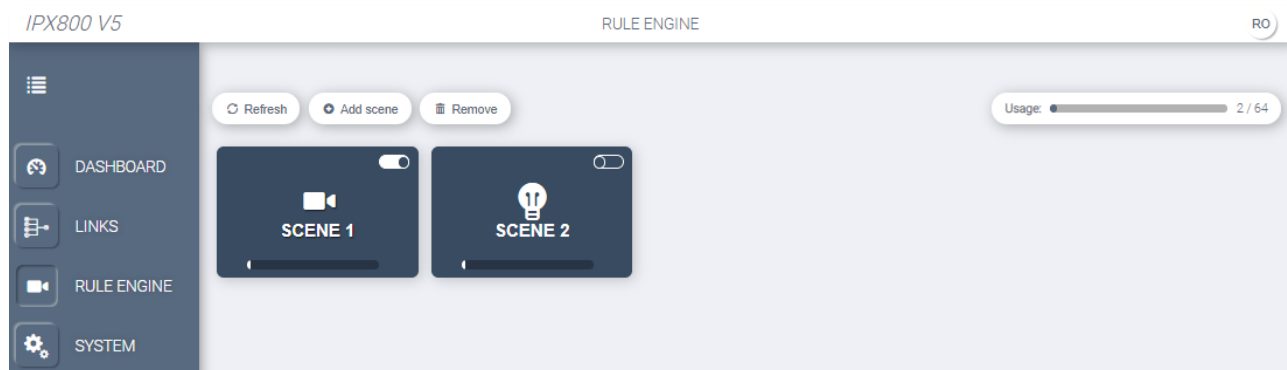 IPX800 V5
RULE ENGINE
RO
Refresh
Add scene
Remove
Usage:
2 / 64
DASHBOARD
LINKS
RULE ENGINE
SYSTEM
SCENE 1
SCENE 2